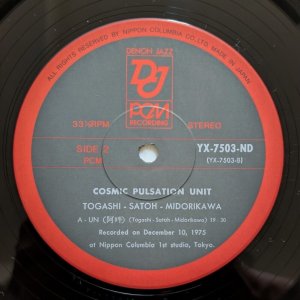 ALL RIGHTS RESERVED BY NIPPON COLUMBIA CO., LTD. TOKYO. MADE IN JAPAN
DENON JAZZ
DJ
PCM
RECORDING
33⅓RPM
STEREO
SIDE 2
YX-7503-ND
PCM
(YX-7503-B)
COSMIC PULSATION UNIT
TOGASHI - SATOH - MIDORIKAWA
A - UN (阿吽) (Togashi - Satoh - Midorikawa) 19 : 30
Recorded on December 10, 1975
at Nippon Columbia 1st studio, Tokyo.